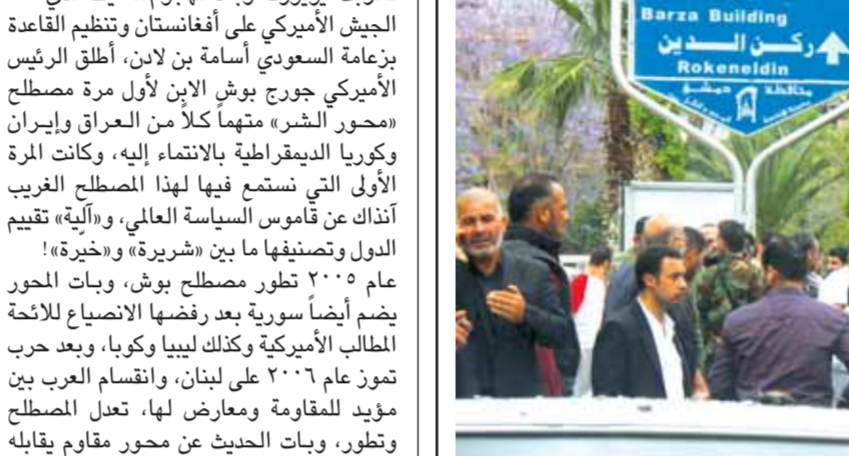 الجيش الأميركي على أفغانستان وتنظيم القاعدة
بزعامة السعودي أسامة بن لادن، أطلق الرئيس
الأميركي جورج بوش الابن لأول مرة مصطلح
«محور الشر» متهماً كلاً من العراق وإيران
وكوريا الديمقراطية بالانتماء إليه، وكانت المرة
الأولى التي نستمع فيها لهذا المصطلح الغريب
آنذاك عن قاموس السياسة العالمي، و«آلية» تقييم
الدول وتصنيفها ما بين «شريرة» و«خيّرة»!
عام ٢٠٠٥ تطور مصطلح بوش، وبات المحور
يضم أيضاً سورية بعد رفضها الانصياع للائحة
المطالب الأميركية وكذلك ليبيا وكوبا، وبعد حرب
تموز عام ٢٠٠٦ على لبنان، وانقسام العرب بين
مؤيد للمقاومة ومعارض لها، تعدل المصطلح
وتطور، وبات الحديث عن محور مقاوم يقابله
Barza Building
ركن الدين
Rokeneldin
محافظة دمشق